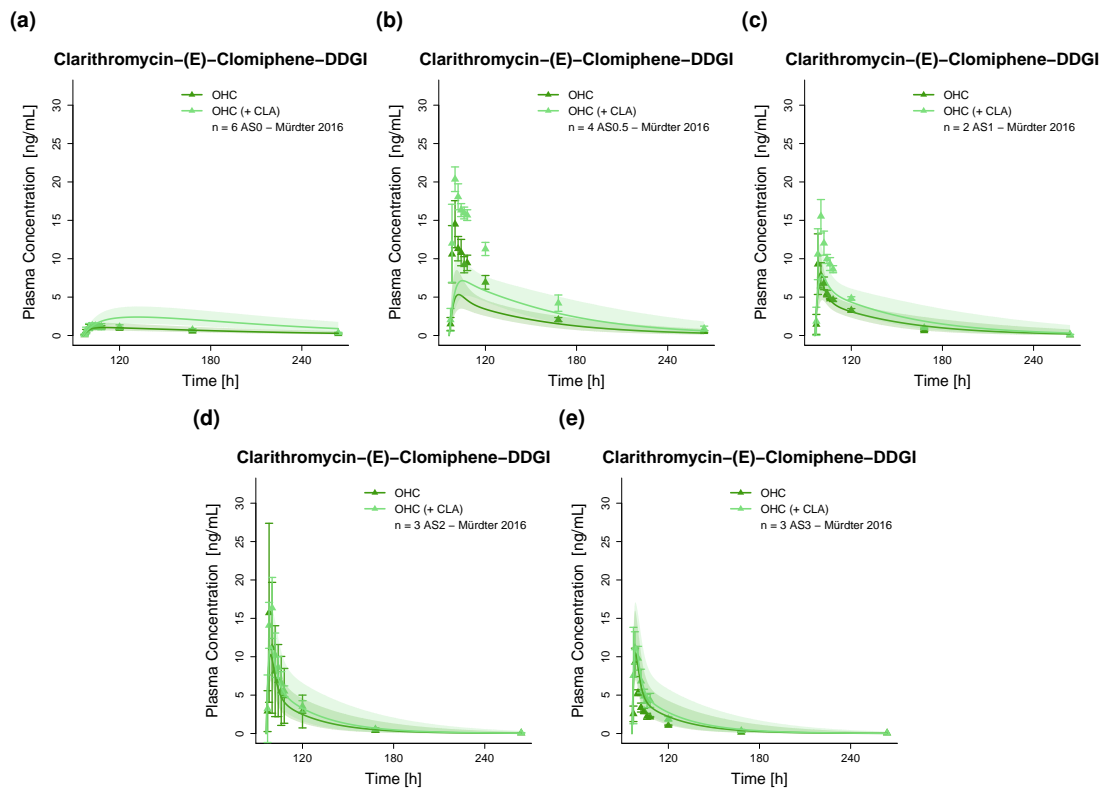 (a)
Clarithromycin−(E)−Clomiphene−DDGI
OHC
OHC (+ CLA)
n = 6 AS0 − Mürdter 2016
Plasma Concentration [ng/mL]
0 5 10 15 20 25 30
120 180 240
Time [h]
(b)
Clarithromycin−(E)−Clomiphene−DDGI
OHC
OHC (+ CLA)
n = 4 AS0.5 − Mürdter 2016
Plasma Concentration [ng/mL]
0 5 10 15 20 25 30
120 180 240
Time [h]
(c)
Clarithromycin−(E)−Clomiphene−DDGI
OHC
OHC (+ CLA)
n = 2 AS1 − Mürdter 2016
Plasma Concentration [ng/mL]
0 5 10 15 20 25 30
120 180 240
Time [h]
(d)
Clarithromycin−(E)−Clomiphene−DDGI
OHC
OHC (+ CLA)
n = 3 AS2 − Mürdter 2016
Plasma Concentration [ng/mL]
0 5 10 15 20 25 30
120 180 240
Time [h]
(e)
Clarithromycin−(E)−Clomiphene−DDGI
OHC
OHC (+ CLA)
n = 3 AS3 − Mürdter 2016
Plasma Concentration [ng/mL]
0 5 10 15 20 25 30
120 180 240
Time [h]